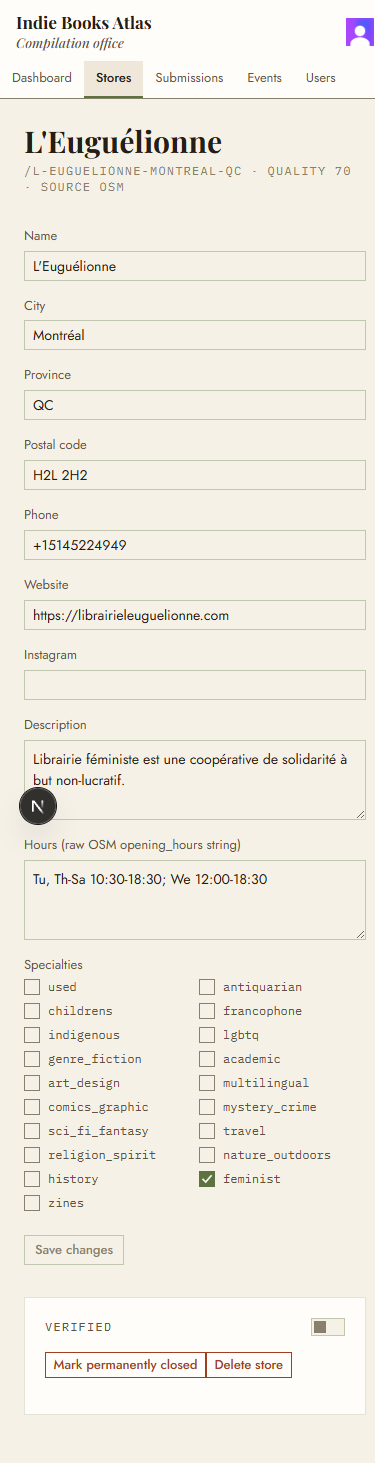 Indie Books Atlas
Compilation office
Dashboard Stores Submissions Events Users
L'Euguélionne
/L-EUGUELIONNE-MONTREAL-QC · QUALITY 70
· SOURCE OSM
Name
L'Euguélionne
City
Montréal
Province
QC
Postal code
H2L 2H2
Phone
+15145224949
Website
https://librairieleuguelionne.com
Instagram
Description
Librairie féministe est une coopérative de solidarité à
but non-lucratif.
N
Hours (raw OSM opening_hours string)
Tu, Th-Sa 10:30-18:30; We 12:00-18:30
Specialties
used antiquarian
childrens francophone
indigenous lgbtq
genre_fiction academic
art_design multilingual
comics_graphic mystery_crime
sci_fi_fantasy travel
religion_spirit nature_outdoors
history feminist
zines
Save changes
VERIFIED
Mark permanently closed Delete store